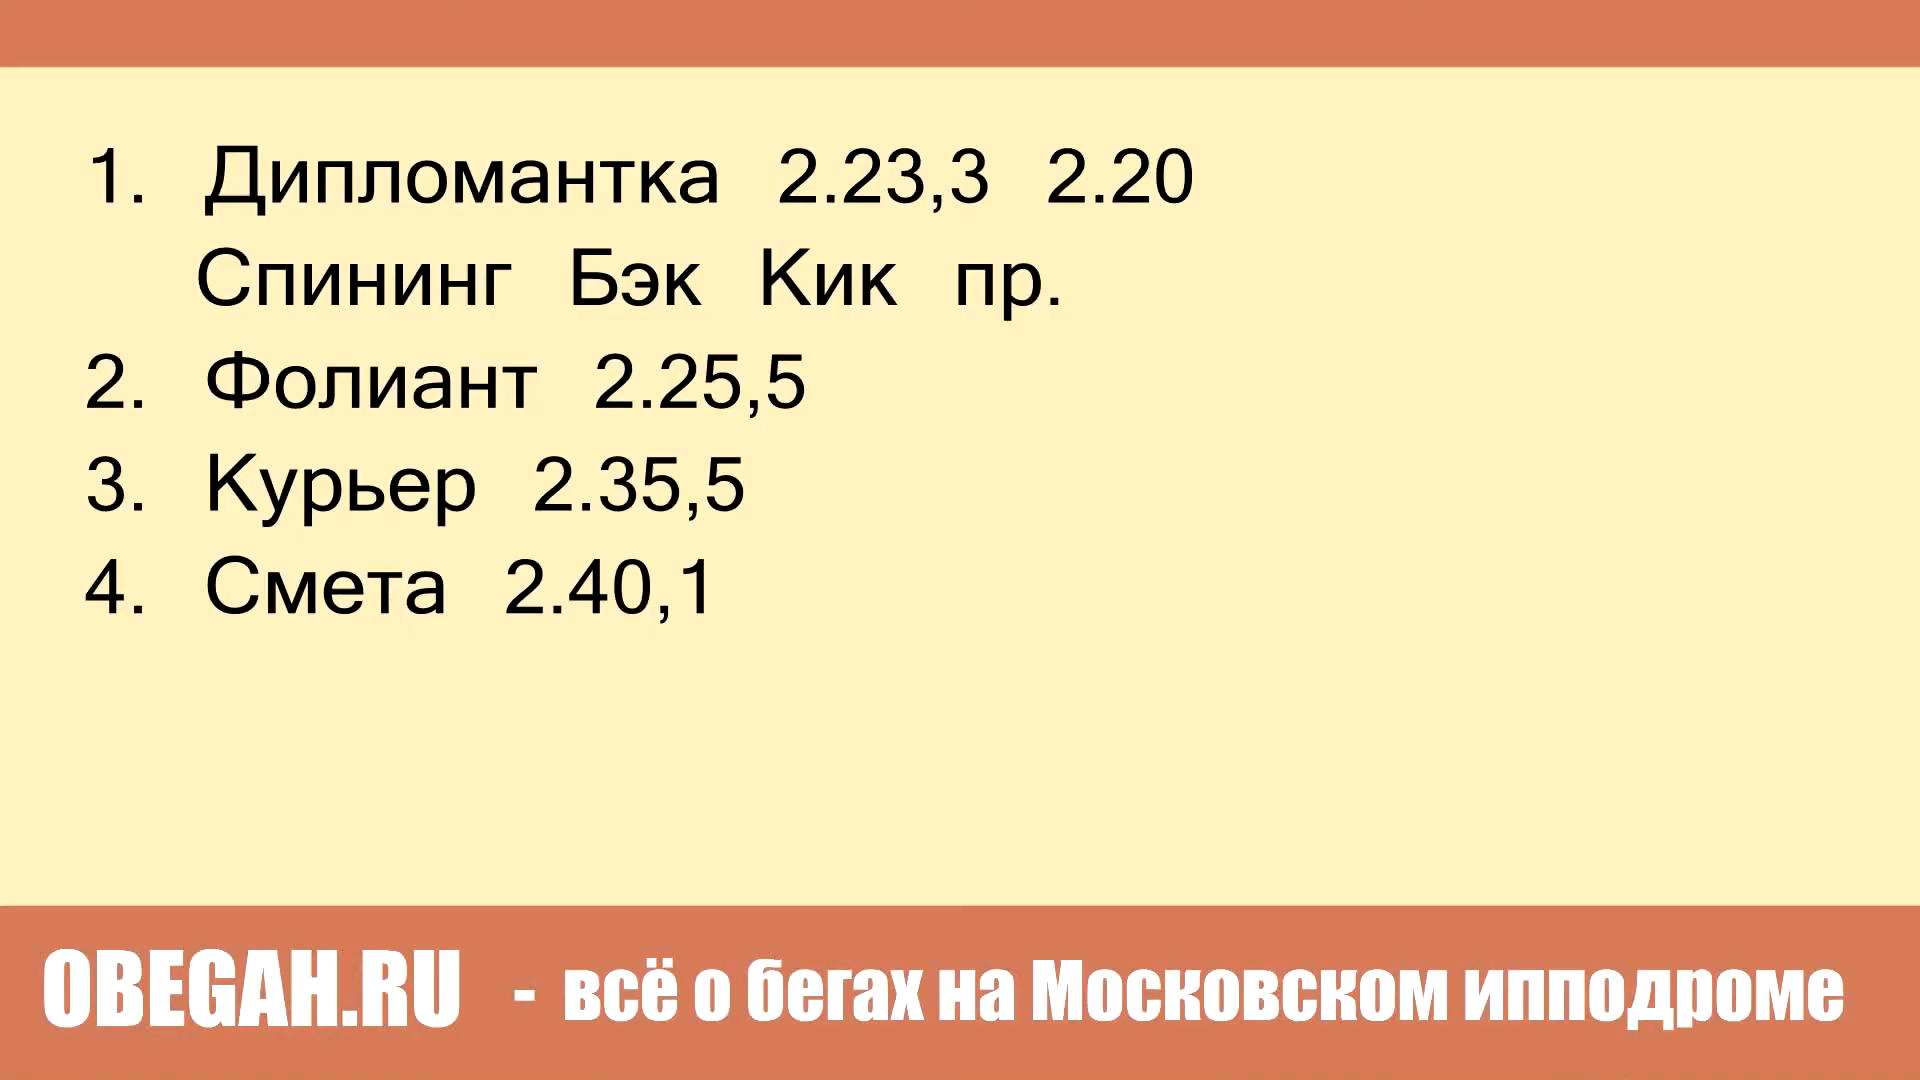 1. Дипломантка 2.23,3 2.20
Спининг Бэк Кик пр.
2. Фолиант 2.25,5
3. Курьер 2.35,5
4. Смета 2.40,1
OBEGAH.RU - всё о бегах на Московском ипподроме